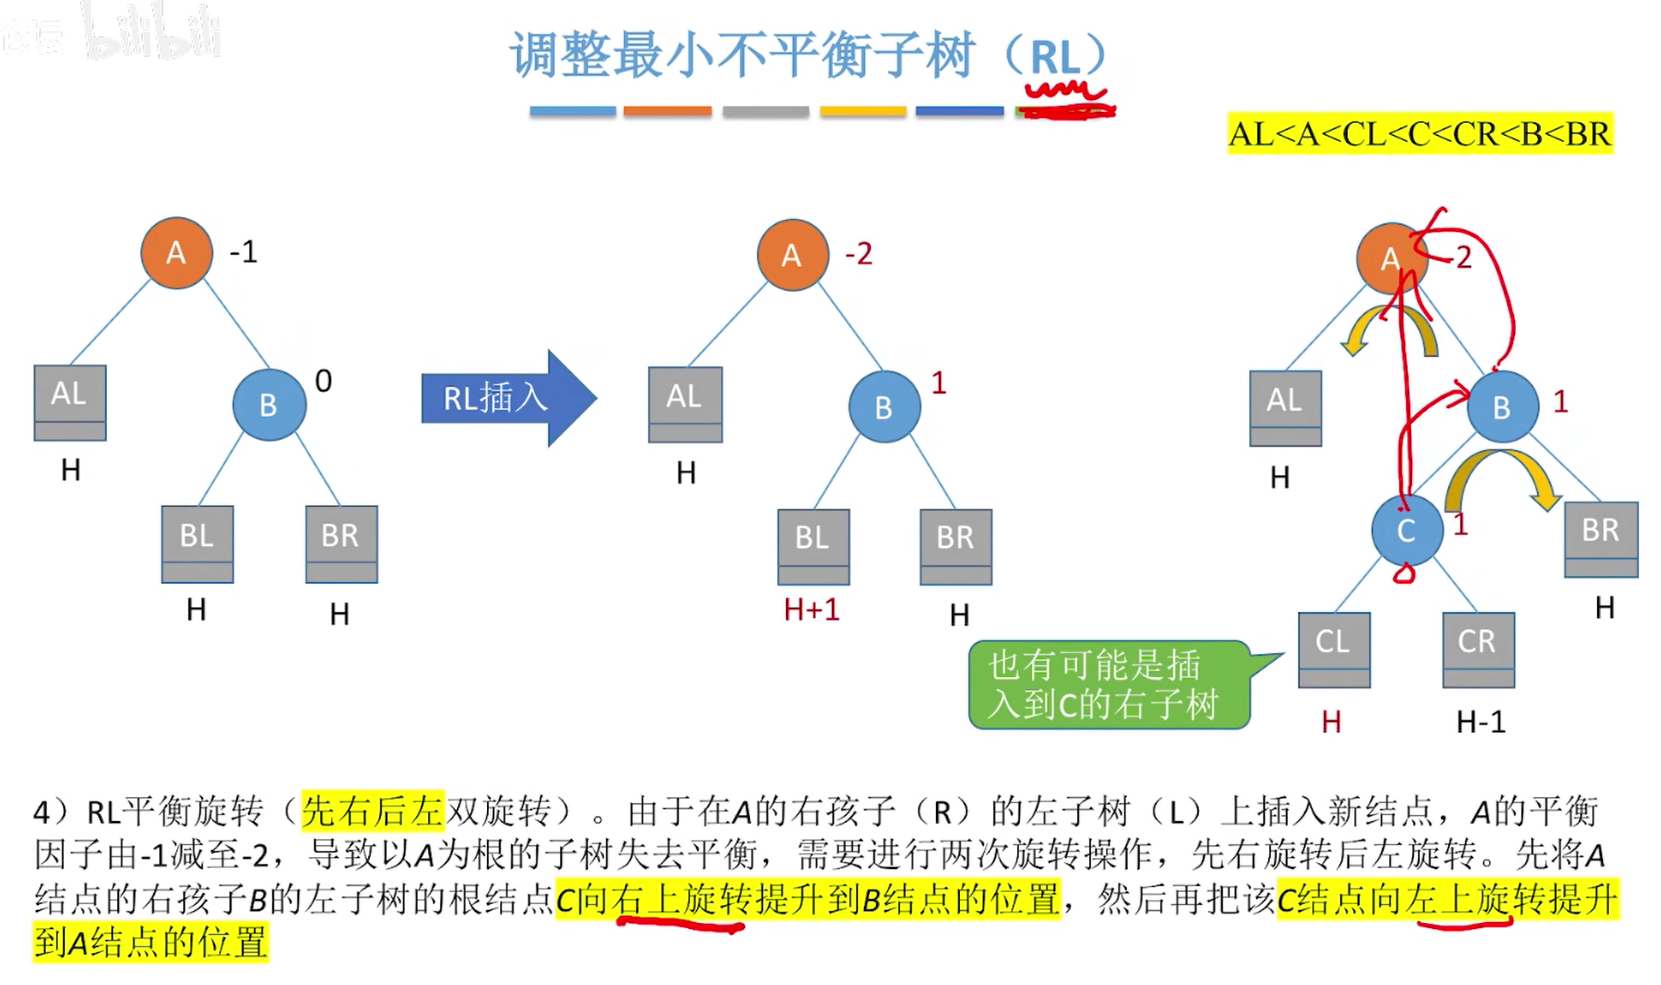 bilibili
调整最小不平衡子树（RL）
AL<A<CL<C<CR<B<BR
A -1
AL
H
B 0
BL
H
BR
H
RL插入
A -2
AL
H
B 1
BL
H+1
BR
H
A -2
AL
H
B 1
C 1
BR
H
CL
H
CR
H-1
也有可能是插
入到C的右子树
4）RL平衡旋转（先右后左双旋转）。由于在A的右孩子（R）的左子树（L）上插入新结点，A的平衡
因子由-1减至-2，导致以A为根的子树失去平衡，需要进行两次旋转操作，先右旋转后左旋转。先将A
结点的右孩子B的左子树的根结点C向右上旋转提升到B结点的位置，然后再把该C结点向左上旋转提升
到A结点的位置